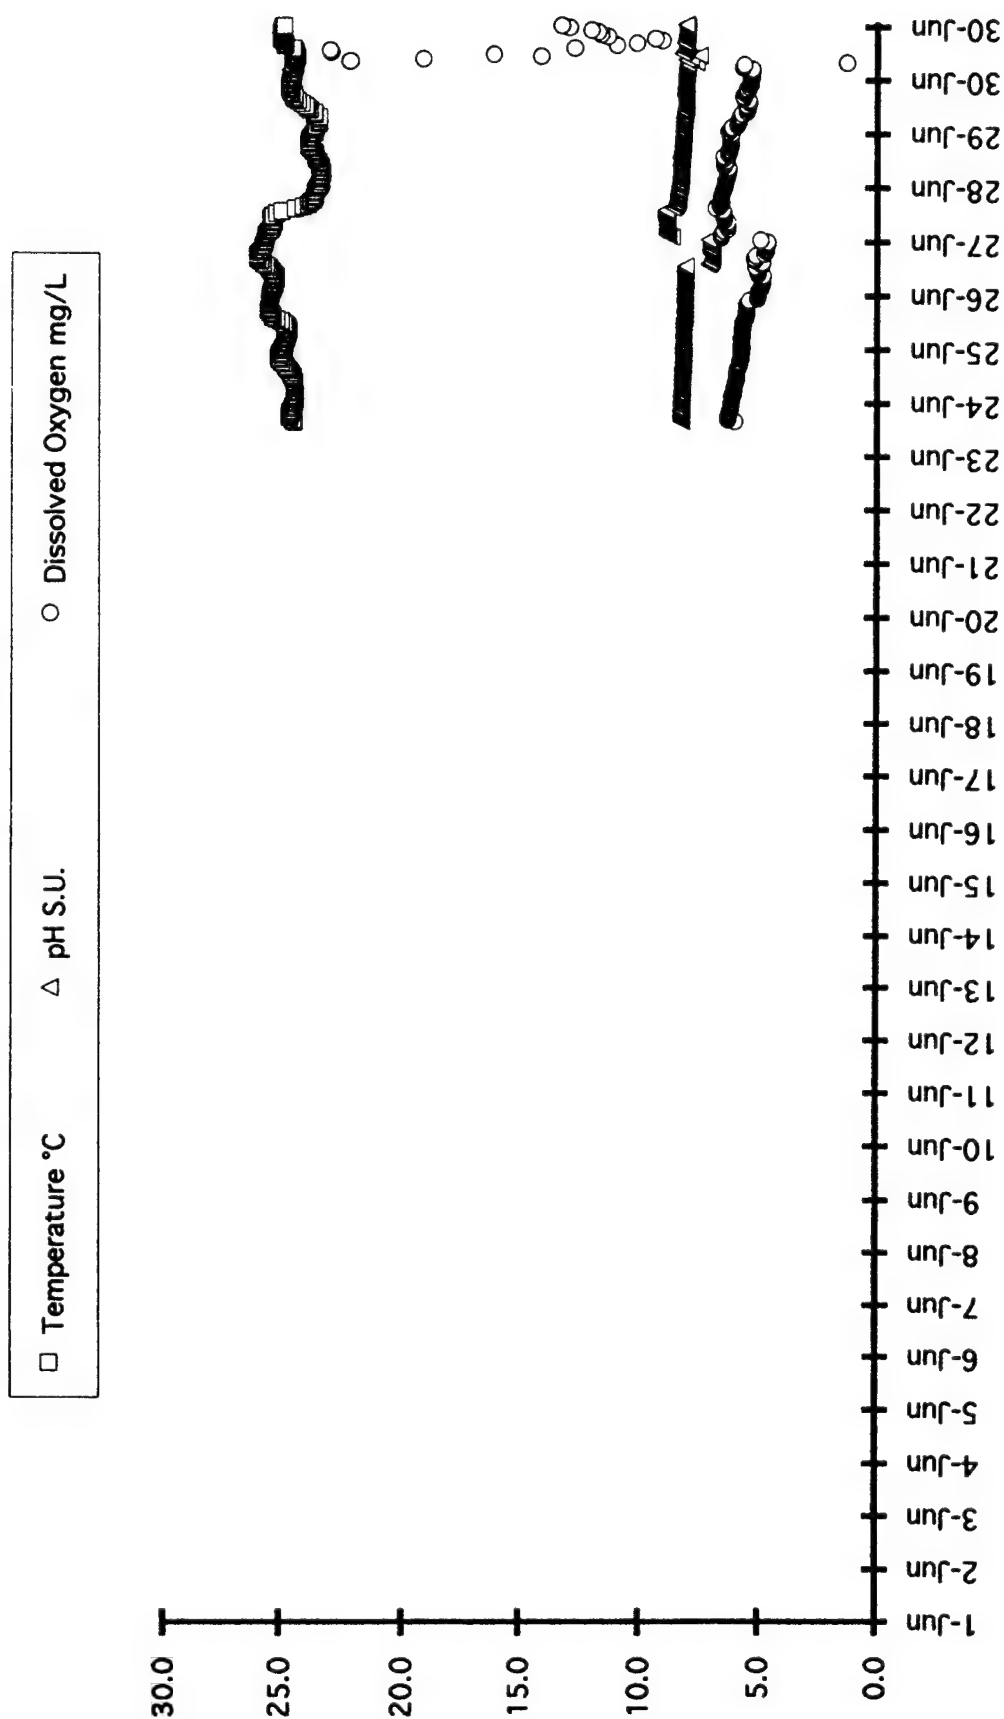 □ Temperature °C △ pH S.U. ○ Dissolved Oxygen mg/L
30.0
25.0
20.0
15.0
10.0
5.0
0.0
1-Jun
2-Jun
3-Jun
4-Jun
5-Jun
6-Jun
7-Jun
8-Jun
9-Jun
10-Jun
11-Jun
12-Jun
13-Jun
14-Jun
15-Jun
16-Jun
17-Jun
18-Jun
19-Jun
20-Jun
21-Jun
22-Jun
23-Jun
24-Jun
25-Jun
26-Jun
27-Jun
28-Jun
29-Jun
30-Jun
30-Jun